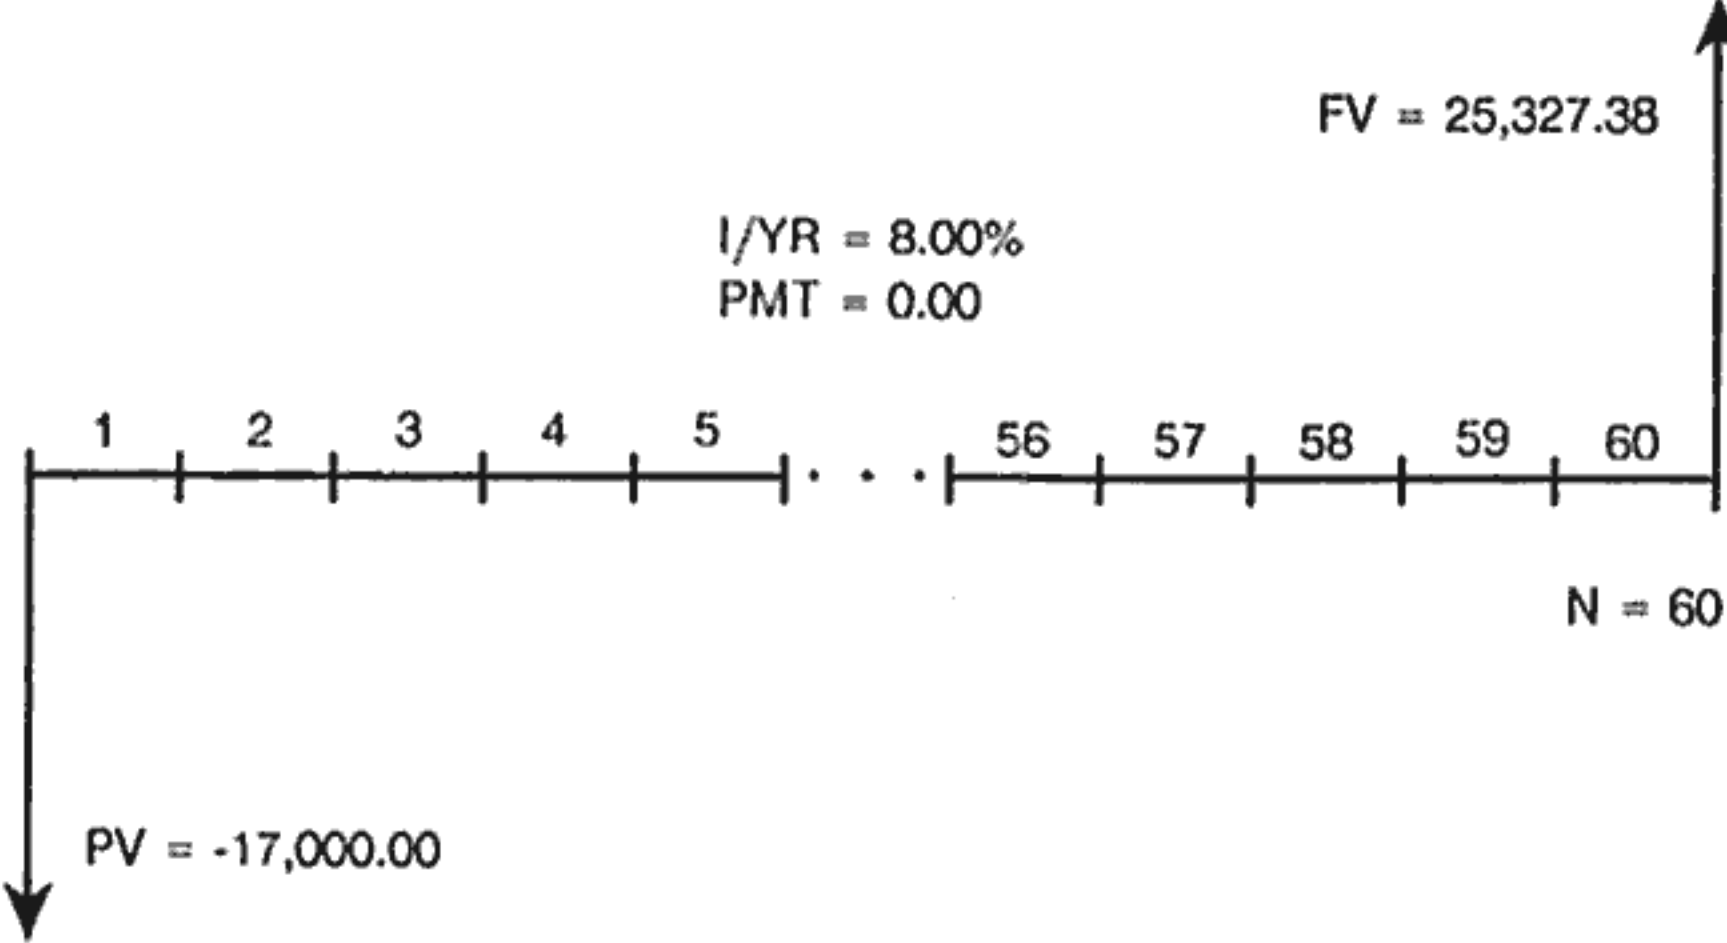 FV = 25,327.38
I/YR = 8.00%
PMT = 0.00
1 2 3 4 5 . . . 56 57 58 59 60
N = 60
PV = -17,000.00